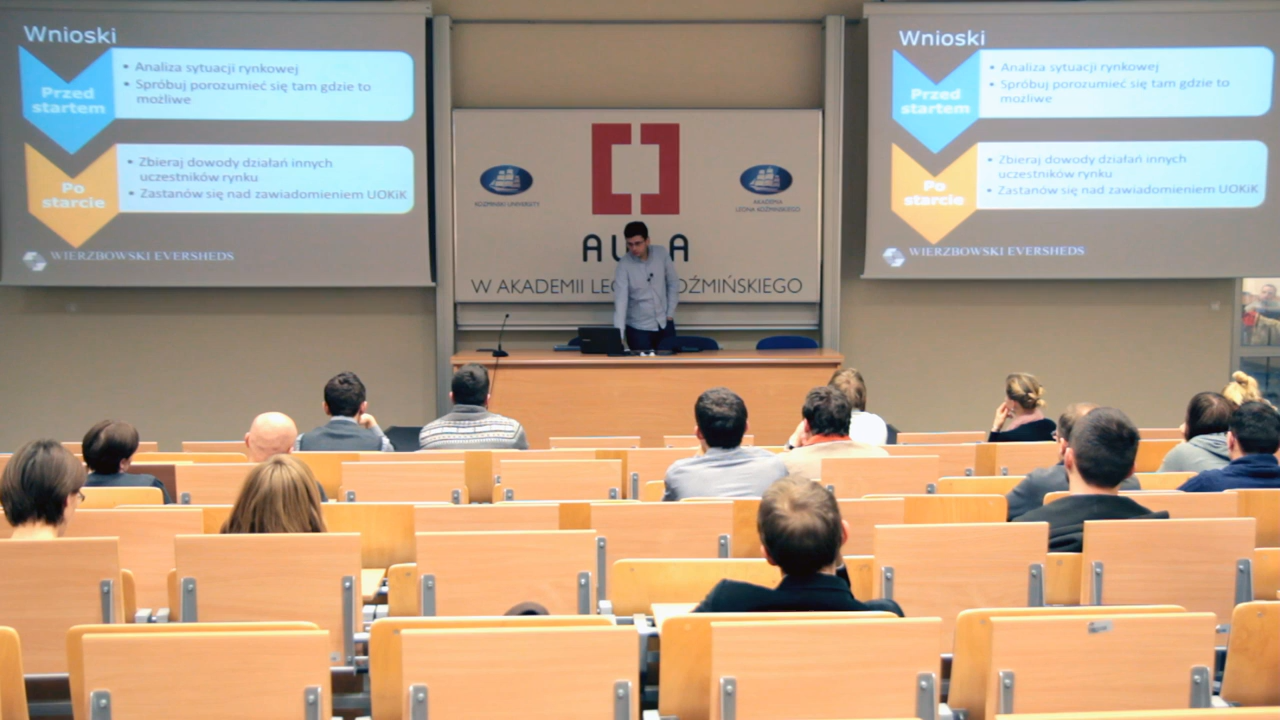 Wnioski
Przed
startem
• Analiza sytuacji rynkowej
• Spróbuj porozumieć się tam gdzie to
możliwe
Po
starcie
• Zbieraj dowody działań innych
uczestników rynku
• Zastanów się nad zawiadomieniem UOKiK
WIERZBOWSKI EVERSHEDS
KOZMINSKI UNIVERSITY
AKADEMIA
LEONA KOŹMIŃSKIEGO
AU A
W AKADEMII LEO OŹMIŃSKIEGO
Wnioski
Przed
startem
• Analiza sytuacji rynkowej
• Spróbuj porozumieć się tam gdzie to
możliwe
Po
starcie
• Zbieraj dowody działań innych
uczestników rynku
• Zastanów się nad zawiadomieniem UOKiK
WIERZBOWSKI EVERSHEDS